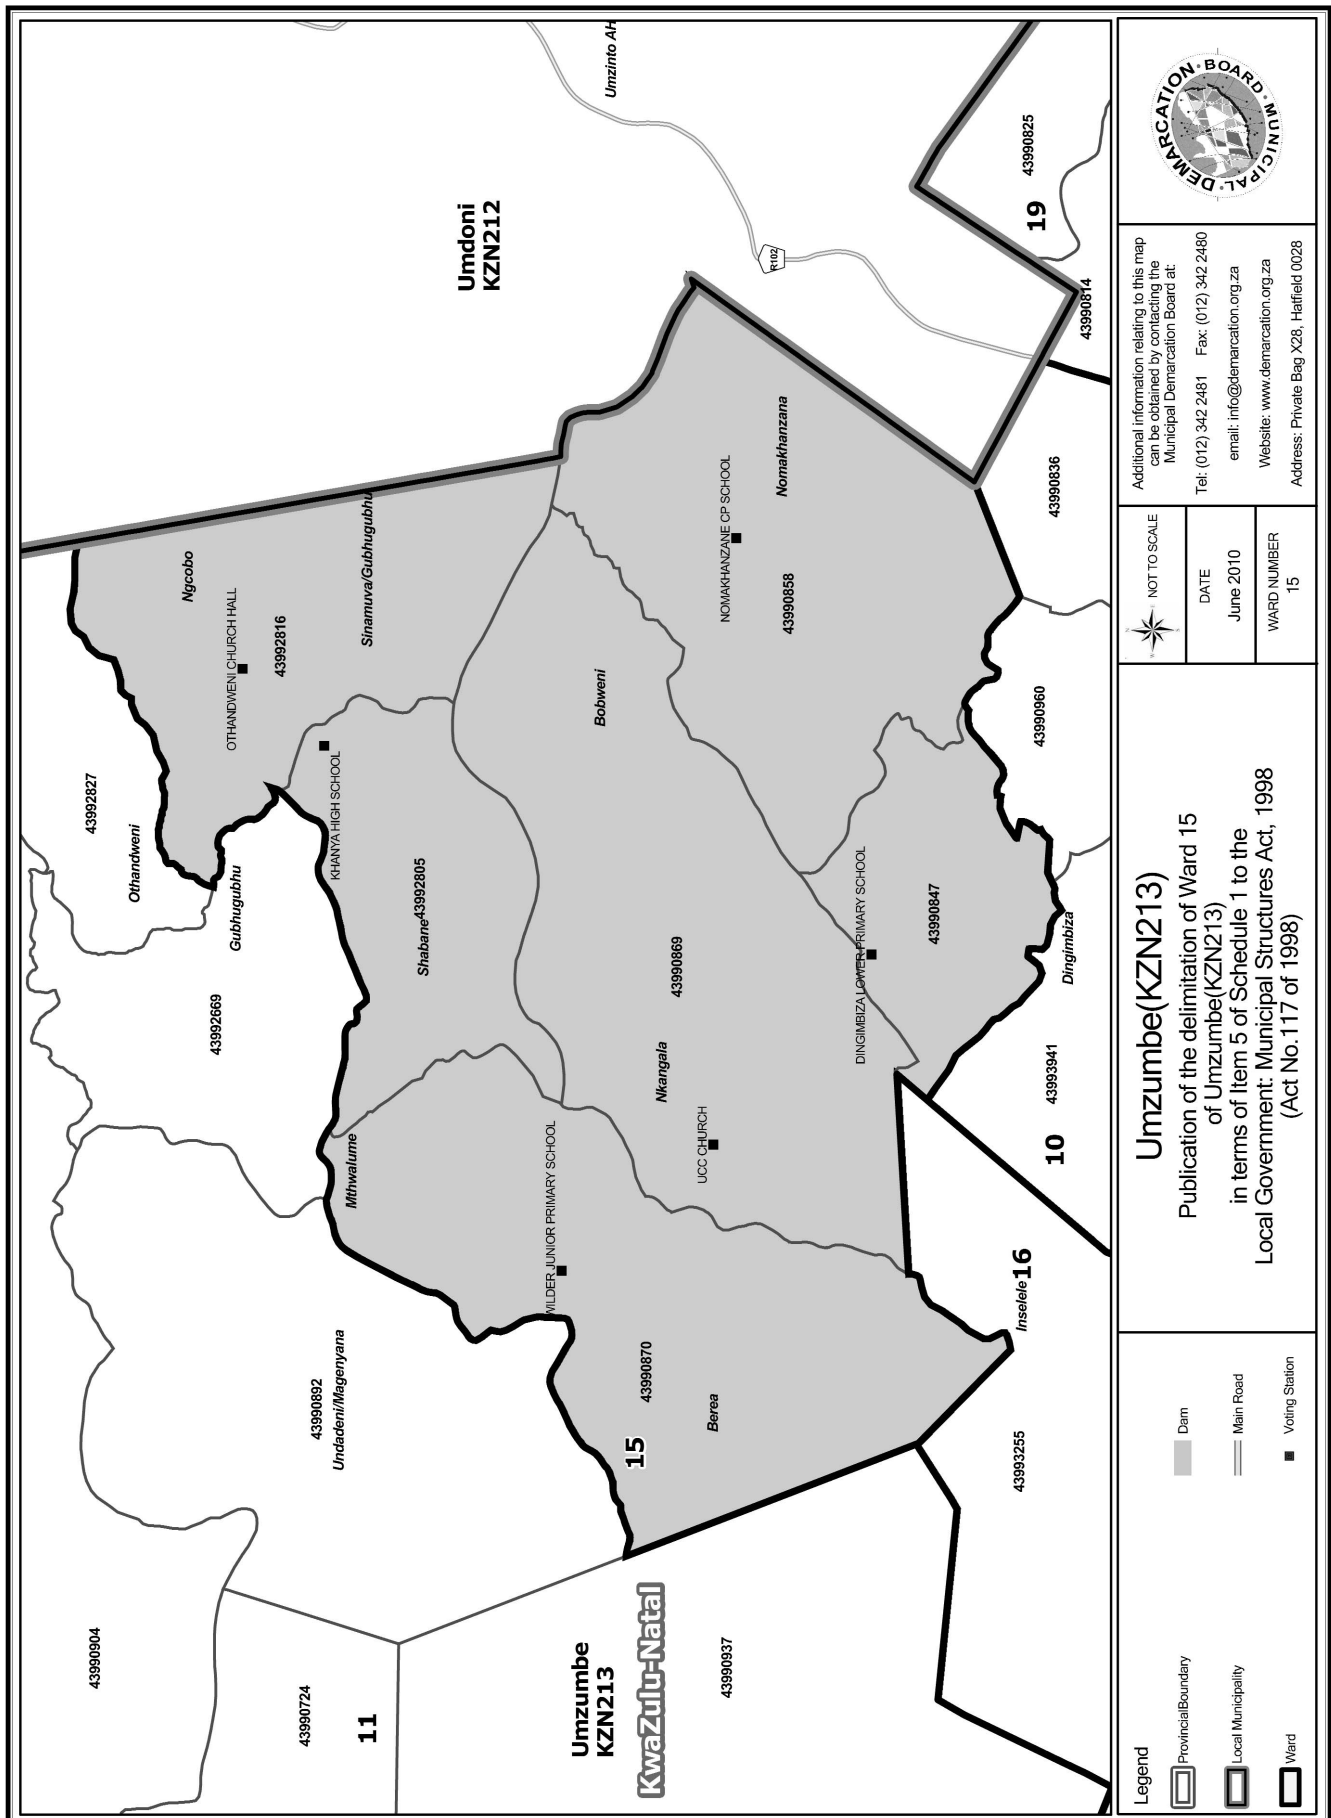 43990904
43990724
11
Umzumbe
KZN213
KwaZulu-Natal
43990937
43990892
Undadeni/Magenyana
43992669
Gubhugubhu
43992827
Othandweni
Ngcobo
OTHANDWENI CHURCH HALL
43992816
Sinamuva/Gubhugubhu
KHANYA HIGH SCHOOL
Shabane
43992805
Mthwalume
WILDER JUNIOR PRIMARY SCHOOL
43990870
15
Berea
Nkangala
43990869
UCC CHURCH
Bobweni
NOMAKHANZANE CP SCHOOL
Nomakhanzana
43990858
DINGIMBIZA LOWER PRIMARY SCHOOL
43990847
Dingimbiza
43993941
10
Inselele
16
43993255
43990960
43990836
43990814
19
43990825
R102
Umdoni
KZN212
Umzinto AH
Legend
ProvincialBoundary
Local Municipality
Ward
Dam
Main Road
Voting Station
Umzumbe(KZN213)
Publication of the delimitation of Ward 15
of Umzumbe(KZN213)
in terms of Item 5 of Schedule 1 to the
Local Government: Municipal Structures Act, 1998
(Act No.117 of 1998)
NOT TO SCALE
DATE
June 2010
WARD NUMBER
15
Additional information relating to this map
can be obtained by contacting the
Municipal Demarcation Board at:
Tel: (012) 342 2481 Fax: (012) 342 2480
email: info@demarcation.org.za
Website: www.demarcation.org.za
Address: Private Bag X28, Hatfield 0028
MUNICIPAL · DEMARCATION · BOARD ·